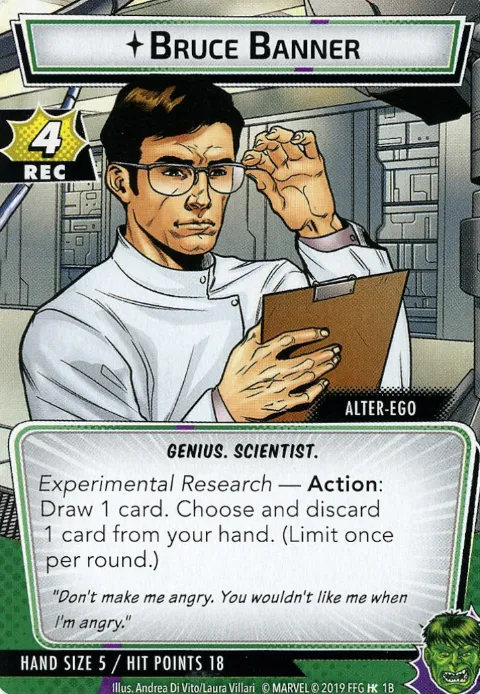 Bruce Banner
4
REC
ALTER-EGO
GENIUS. SCIENTIST.
Experimental Research — Action:
Draw 1 card. Choose and discard
1 card from your hand. (Limit once
per round.)
"Don't make me angry. You wouldn't like me when
I'm angry."
HAND SIZE 5 / HIT POINTS 18
Illus. Andrea Di Vito/Laura Villari © MARVEL © 2019 FFG HK 1B